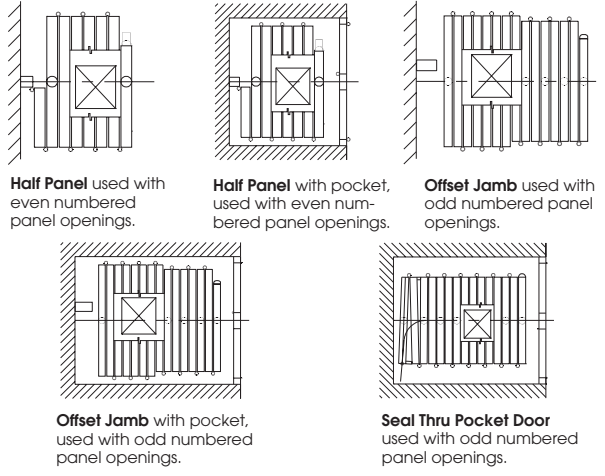 Half Panel used with
even numbered
panel openings.
Half Panel with pocket,
used with even num-
bered panel openings.
Offset Jamb used with
odd numbered panel
openings.
Offset Jamb with pocket,
used with odd numbered
panel openings.
Seal Thru Pocket Door
used with odd numbered
panel openings.